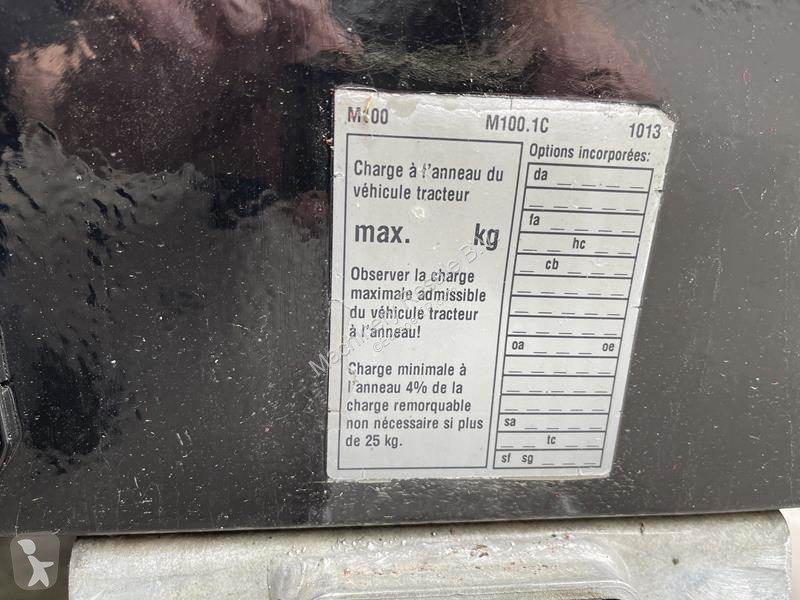 M100 M100.1C 1013
Charge à l'anneau du
véhicule tracteur
max. kg
Observer la charge
maximale admissible
du véhicule tracteur
à l'anneau!
Charge minimale à
l'anneau 4% de la
charge remorquable
non nécessaire si plus
de 25 kg.
Options incorporées:
da
fa
hc
cb
oa oe
sa
tc
sf sg